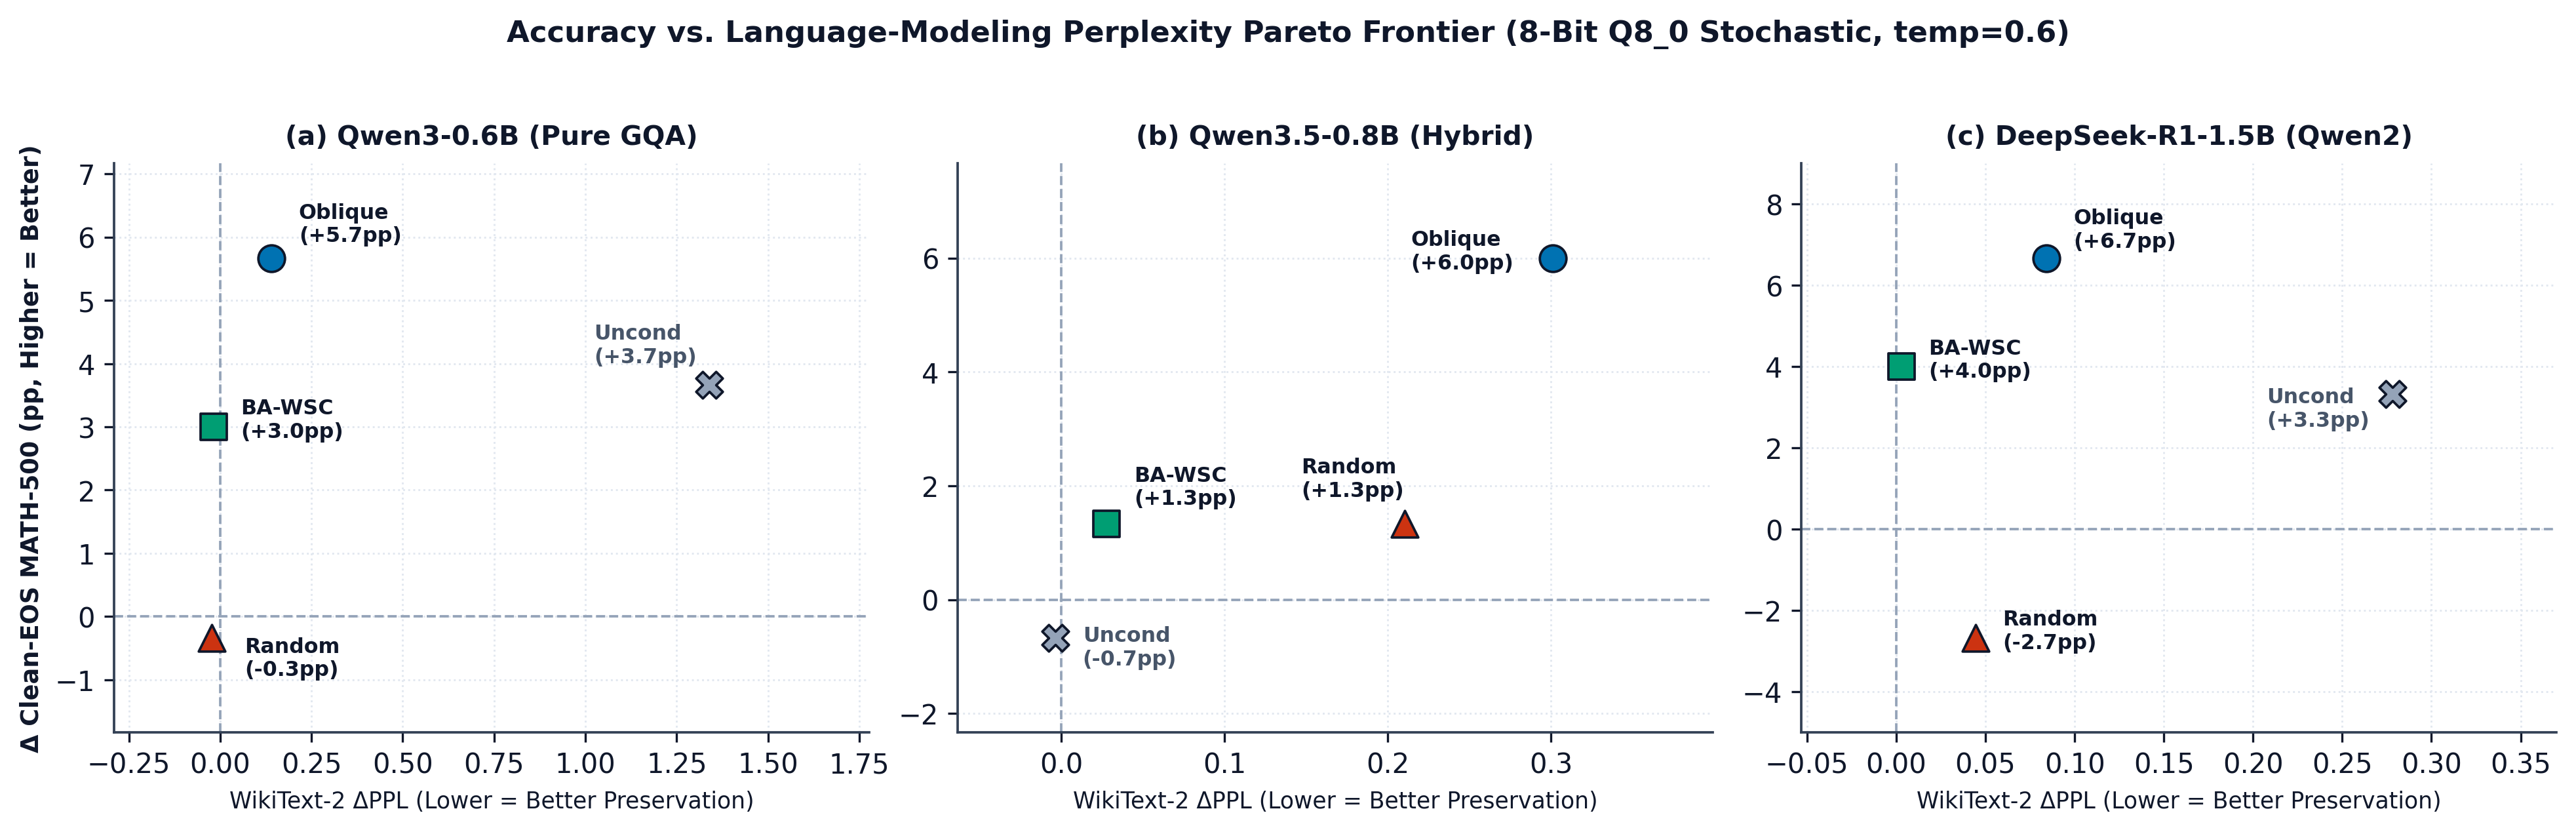 Accuracy vs. Language-Modeling Perplexity Pareto Frontier (8-Bit Q8_0 Stochastic, temp=0.6)
Δ Clean-EOS MATH-500 (pp, Higher = Better)
(a) Qwen3-0.6B (Pure GQA)
7
6
5
4
3
2
1
0
−1
Oblique
(+5.7pp)
Uncond
(+3.7pp)
BA-WSC
(+3.0pp)
Random
(-0.3pp)
−0.25 0.00 0.25 0.50 0.75 1.00 1.25 1.50 1.75
WikiText-2 ΔPPL (Lower = Better Preservation)
(b) Qwen3.5-0.8B (Hybrid)
6
4
2
0
−2
Oblique
(+6.0pp)
BA-WSC
(+1.3pp)
Random
(+1.3pp)
Uncond
(-0.7pp)
0.0 0.1 0.2 0.3
WikiText-2 ΔPPL (Lower = Better Preservation)
(c) DeepSeek-R1-1.5B (Qwen2)
8
6
4
2
0
−2
−4
Oblique
(+6.7pp)
BA-WSC
(+4.0pp)
Uncond
(+3.3pp)
Random
(-2.7pp)
−0.05 0.00 0.05 0.10 0.15 0.20 0.25 0.30 0.35
WikiText-2 ΔPPL (Lower = Better Preservation)